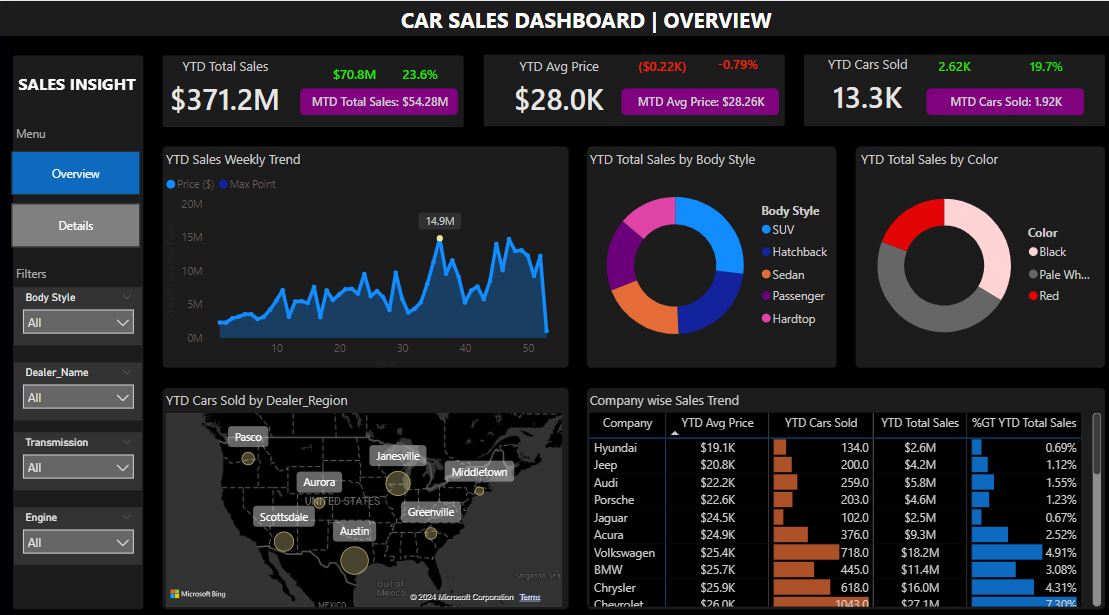 CAR SALES DASHBOARD | OVERVIEW
SALES INSIGHT
Menu
Overview
Details
Filters
Body Style
All
Dealer_Name
All
Transmission
All
Engine
All
YTD Total Sales
$70.8M 23.6%
$371.2M
MTD Total Sales: $54.28M
YTD Avg Price
($0.22K) -0.79%
$28.0K
MTD Avg Price: $28.26K
YTD Cars Sold
2.62K 19.7%
13.3K
MTD Cars Sold: 1.92K
YTD Sales Weekly Trend
Price ($) Max Point
20M
15M
10M
5M
0M
14.9M
10 20 30 40 50
YTD Total Sales by Body Style
Body Style
SUV
Hatchback
Sedan
Passenger
Hardtop
YTD Total Sales by Color
Color
Black
Pale Wh...
Red
YTD Cars Sold by Dealer_Region
Pasco
Janesville
Middletown
Aurora
UNITED STATES
Scottsdale
Greenville
Austin
Gulf of
Mexico
MEXICO
Sargasso Sea
Microsoft Bing
© 2024 Microsoft Corporation Terms
Company wise Sales Trend
Company YTD Avg Price YTD Cars Sold YTD Total Sales %GT YTD Total Sales
Hyundai $19.1K 134.0 $2.6M 0.69%
Jeep $20.8K 200.0 $4.2M 1.12%
Audi $22.2K 259.0 $5.8M 1.55%
Porsche $22.6K 203.0 $4.6M 1.23%
Jaguar $24.5K 102.0 $2.5M 0.67%
Acura $24.9K 376.0 $9.3M 2.52%
Volkswagen $25.4K 718.0 $18.2M 4.91%
BMW $25.7K 445.0 $11.4M 3.08%
Chrysler $25.9K 618.0 $16.0M 4.31%
Chevrolet $26.0K 1043.0 $27.1M 7.30%